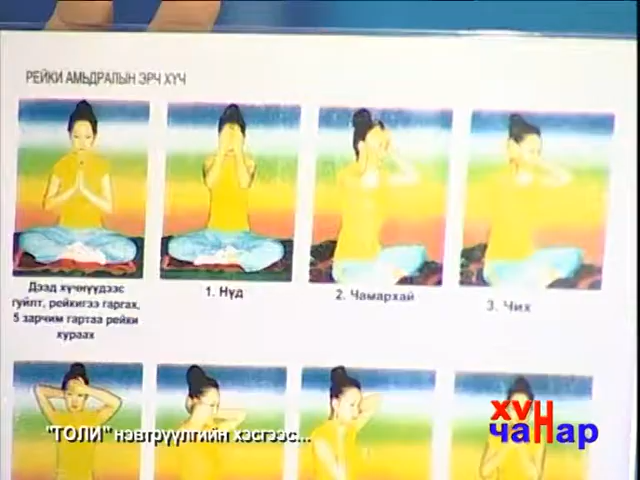 РЕЙКИ АМЬДРАЛЫН ЭРЧ ХҮЧ
Дээд хүчнүүдээс
гуйлт, рейкигээ гаргах,
5 зарчим гартаа рейки
хураах
1. Нүд
2. Чамархай
3. Чих
"ТОЛИ" нэвтрүүлгийн хэсгээс...
хүн
чанар